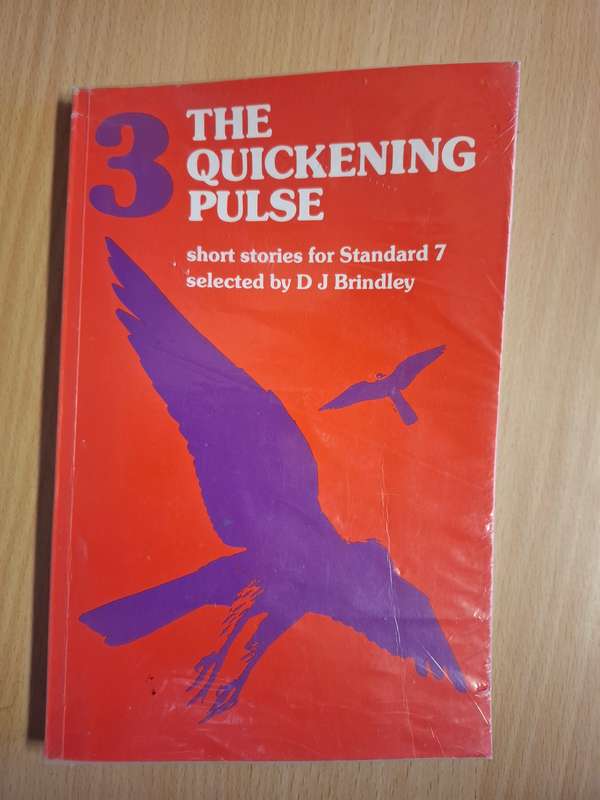 3
THE
QUICKENING
PULSE
short stories for Standard 7
selected by D J Brindley